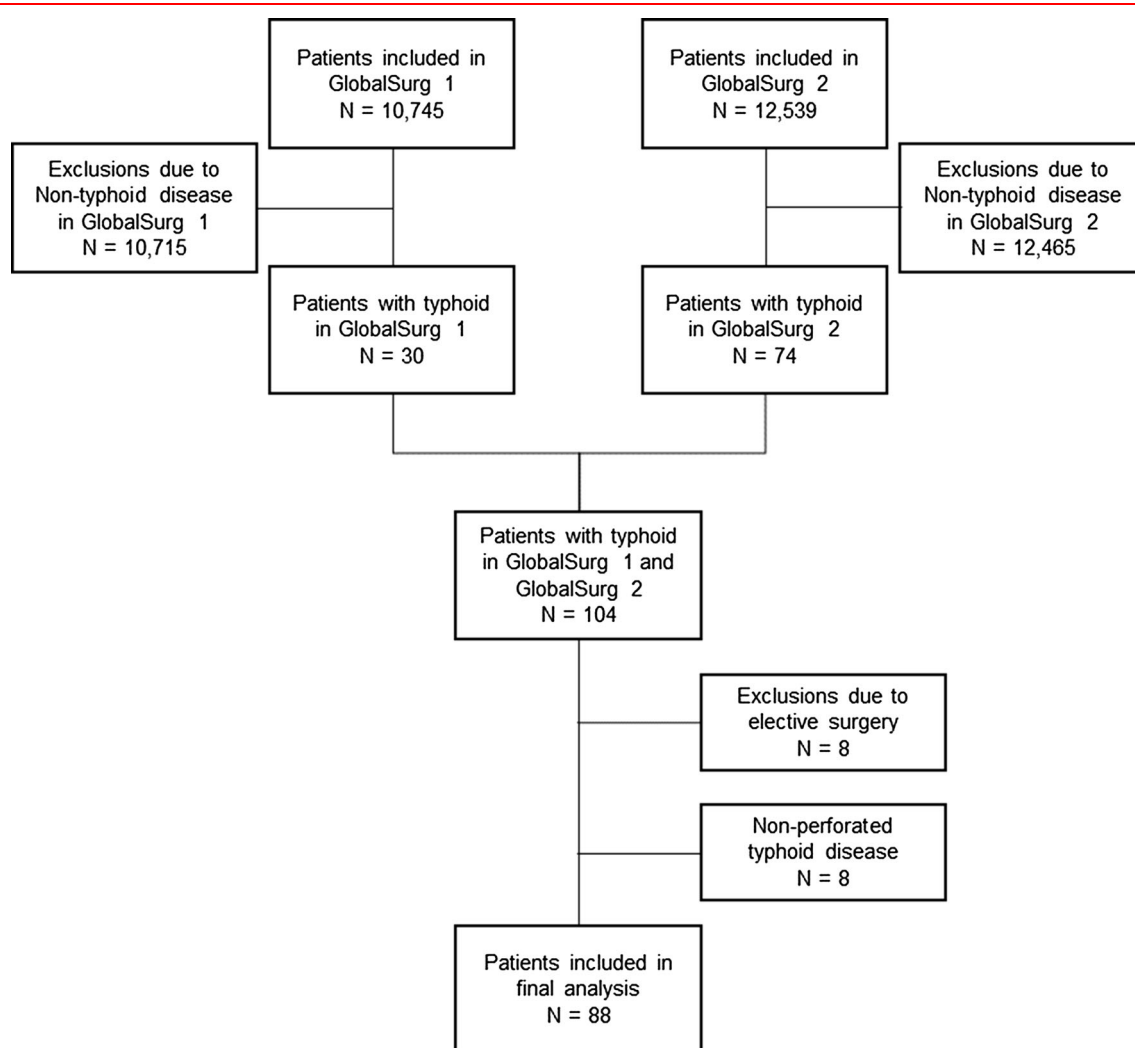 Patients included in
GlobalSurg 1
N = 10,745
Patients included in
GlobalSurg 2
N = 12,539
Exclusions due to
Non-typhoid disease
in GlobalSurg 1
N = 10,715
Exclusions due to
Non-typhoid disease
in GlobalSurg 2
N = 12,465
Patients with typhoid
in GlobalSurg 1
N = 30
Patients with typhoid
in GlobalSurg 2
N = 74
Patients with typhoid
in GlobalSurg 1 and
GlobalSurg 2
N = 104
Exclusions due to
elective surgery
N = 8
Non-perforated
typhoid disease
N = 8
Patients included in
final analysis
N = 88